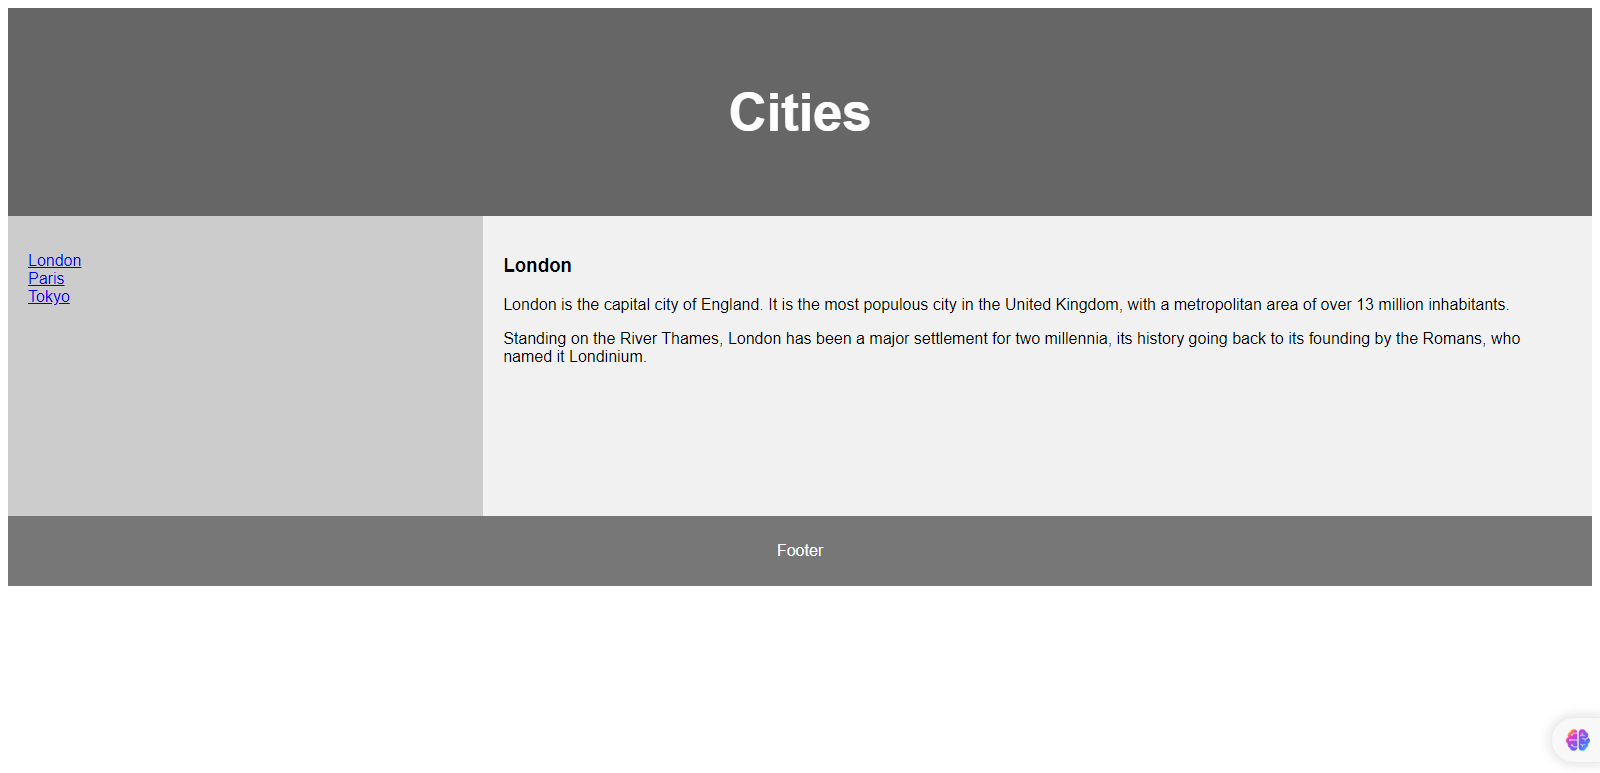 Cities
London
Paris
Tokyo
London
London is the capital city of England. It is the most populous city in the United Kingdom, with a metropolitan area of over 13 million inhabitants.
Standing on the River Thames, London has been a major settlement for two millennia, its history going back to its founding by the Romans, who
named it Londinium.
Footer